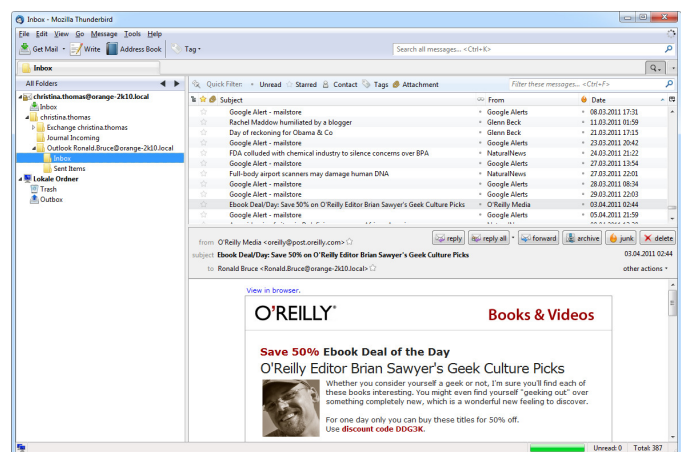 Inbox - Mozilla Thunderbird
File Edit View Go Message Tools Help
Get Mail Write Address Book Tag Search all messages... <Ctrl+K>
Inbox
All Folders
Quick Filter: Unread Starred Contact Tags Attachment Filter these messages... <Ctrl+F>
christina.thomas@orange-2k10.local
Inbox
christina.thomas
Exchange christina.thomas
Journal Incoming
Outlook Ronald.Bruce@orange-2k10.local
Inbox
Sent Items
Lokale Ordner
Trash
Outbox
Subject From Date
Google Alert - mailstore Google Alerts 08.03.2011 17:31
Rachel Maddow humiliated by a blogger Glenn Beck 11.03.2011 01:59
Day of reckoning for Obama & Co Glenn Beck 21.03.2011 17:15
Google Alert - mailstore Google Alerts 23.03.2011 20:42
FDA colluded with chemical industry to silence concerns over BPA NaturalNews 24.03.2011 21:22
Google Alert - mailstore Google Alerts 27.03.2011 13:54
Full-body airport scanners may damage human DNA NaturalNews 27.03.2011 22:01
Google Alert - mailstore Google Alerts 28.03.2011 08:34
Google Alert - mailstore Google Alerts 29.03.2011 22:03
Ebook Deal/Day: Save 50% on O'Reilly Editor Brian Sawyer's Geek Culture Picks O'Reilly Media 03.04.2011 02:44
Google Alert - mailstore Google Alerts 05.04.2011 21:59
from O'Reilly Media <oreilly@post.oreilly.com> reply reply all forward archive junk delete
subject Ebook Deal/Day: Save 50% on O'Reilly Editor Brian Sawyer's Geek Culture Picks 03.04.2011 02:44
to Ronald Bruce <Ronald.Bruce@orange-2k10.local> other actions
View in browser.
O'REILLY® Books & Videos
Save 50% Ebook Deal of the Day
O'Reilly Editor Brian Sawyer's Geek Culture Picks
Whether you consider yourself a geek or not, I'm sure you'll find each of
these books interesting. You might even find yourself "geeking out" over
something completely new, which is a wonderful new feeling to discover.
For one day only you can buy these titles for 50% off.
Use discount code DDG3K.
Unread: 0 Total: 387